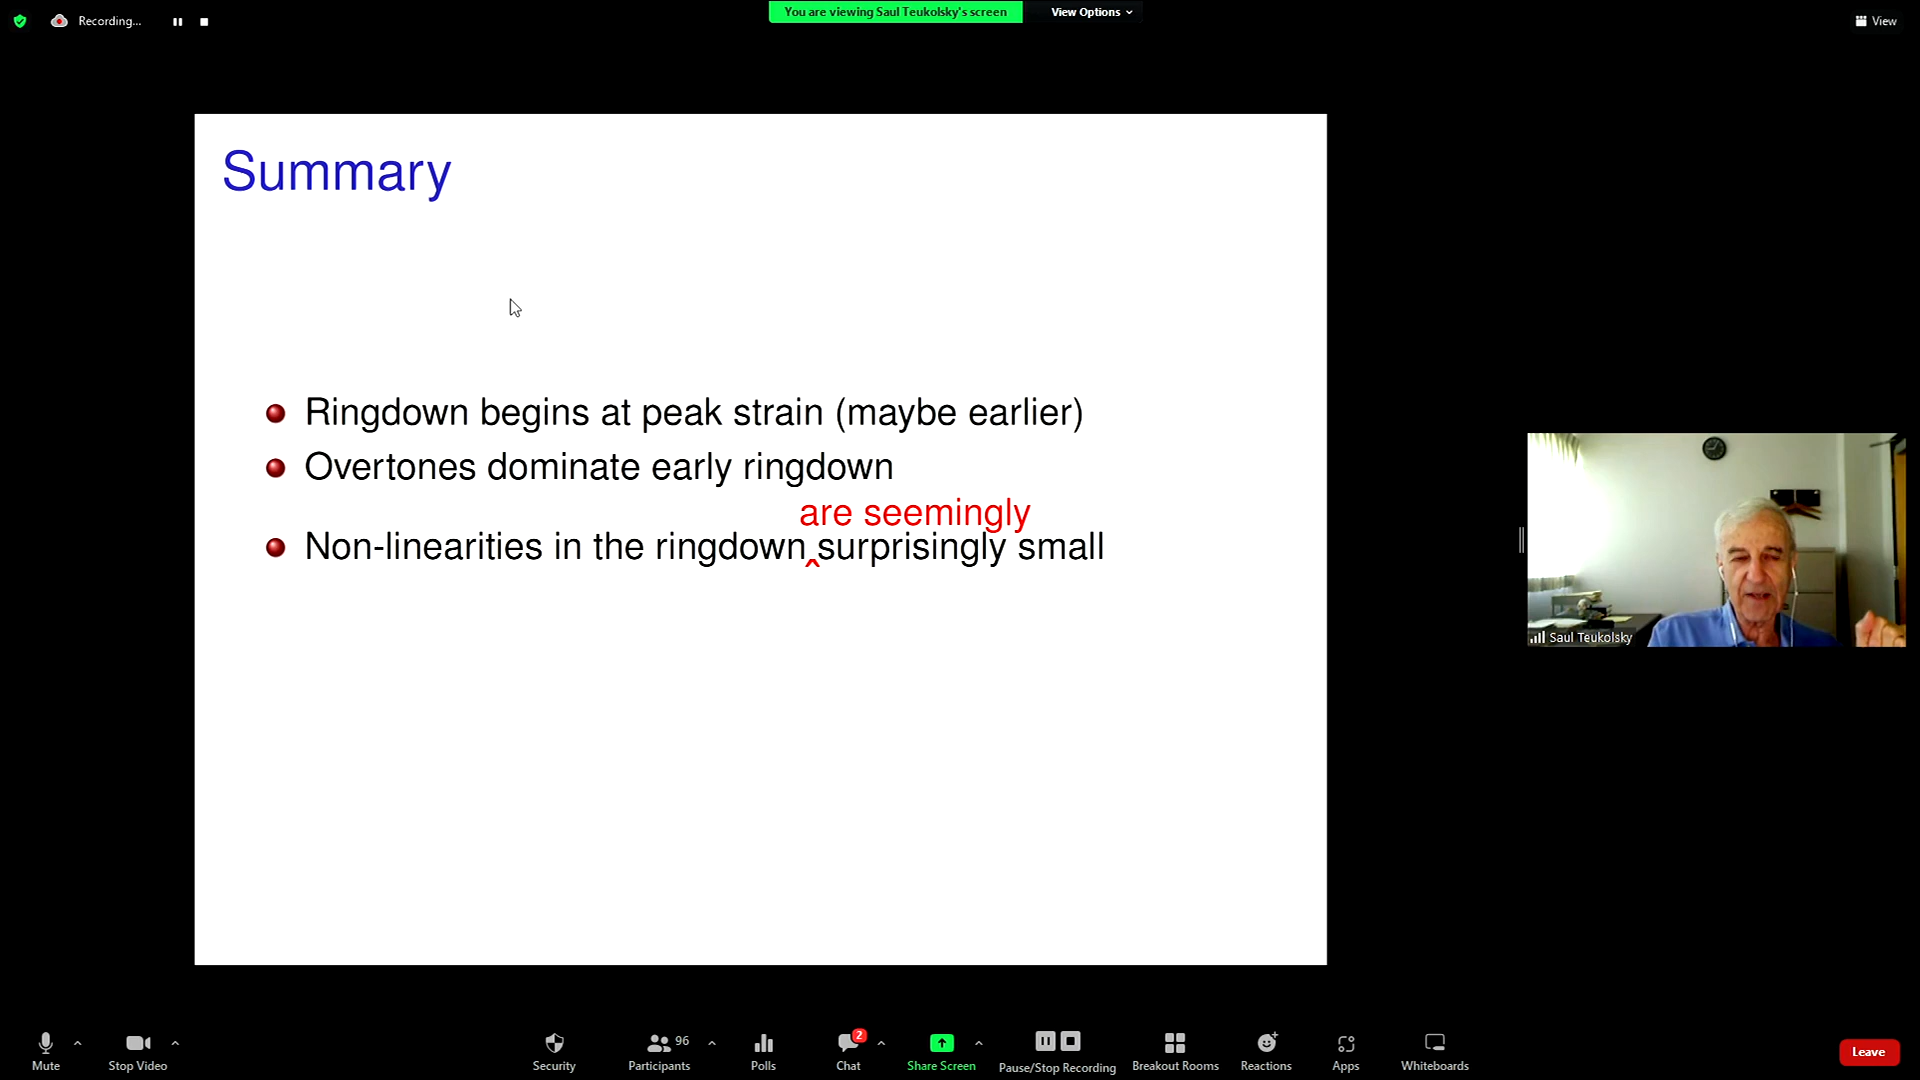 Recording...
You are viewing Saul Teukolsky's screen
View Options
View
Summary
Ringdown begins at peak strain (maybe earlier)
Overtones dominate early ringdown
are seemingly
Non-linearities in the ringdown ^ surprisingly small
Saul Teukolsky
Mute
Stop Video
Security
96
Participants
Polls
2
Chat
Share Screen
Pause/Stop Recording
Breakout Rooms
Reactions
Apps
Whiteboards
Leave